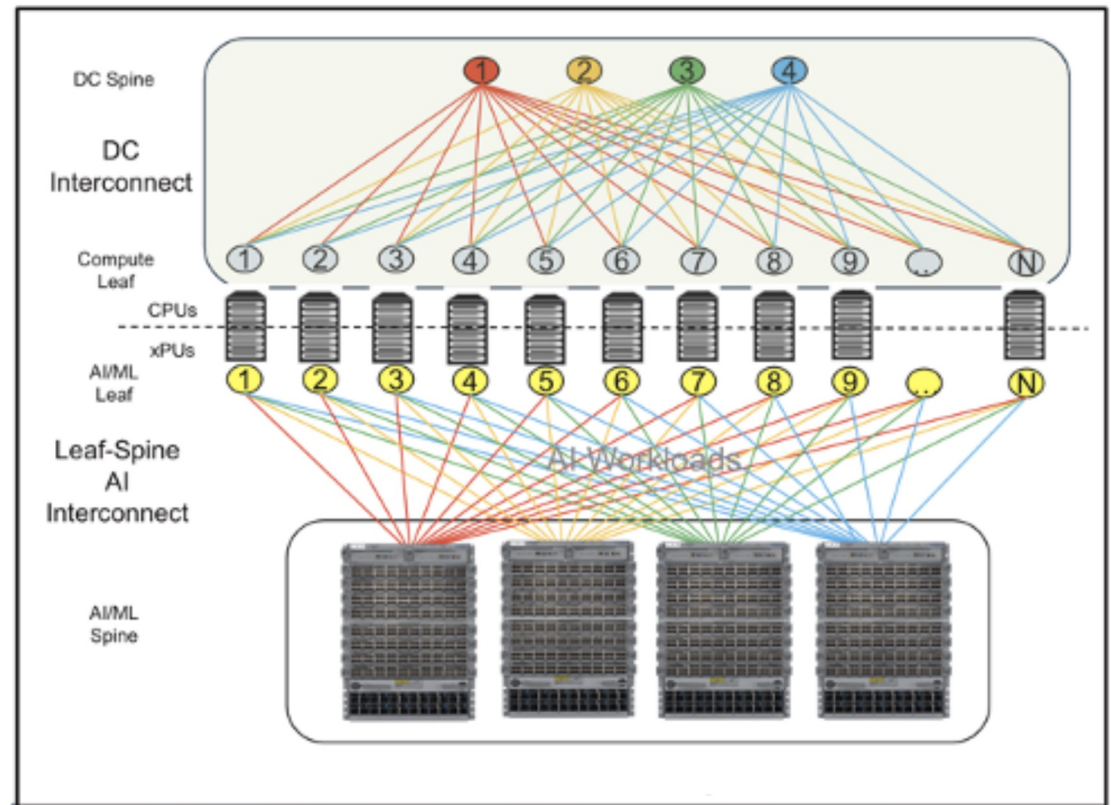 DC Spine
1 2 3 4
DC
Interconnect
Compute
Leaf
1 2 3 4 5 6 7 8 9 .. N
CPUs
xPUs
AI/ML
Leaf
1 2 3 4 5 6 7 8 9 ... N
Leaf-Spine
AI
Interconnect
AI Workloads
AI/ML
Spine